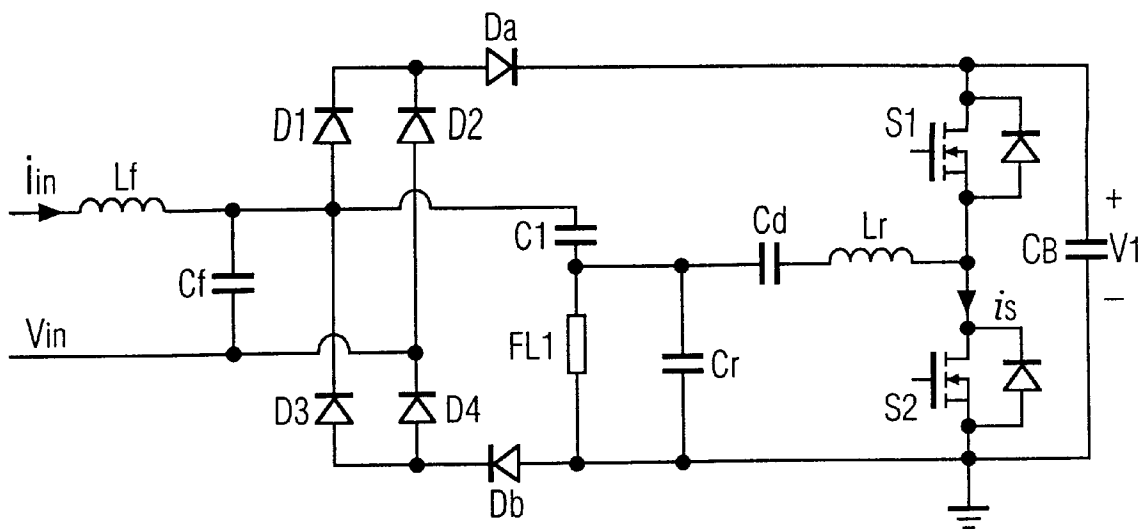 Da
D1
D2
S1
iin
Lf
C1
Cd
Lr
+
CB
V1
–
Cf
is
Vin
FL1
Cr
D3
D4
S2
Db